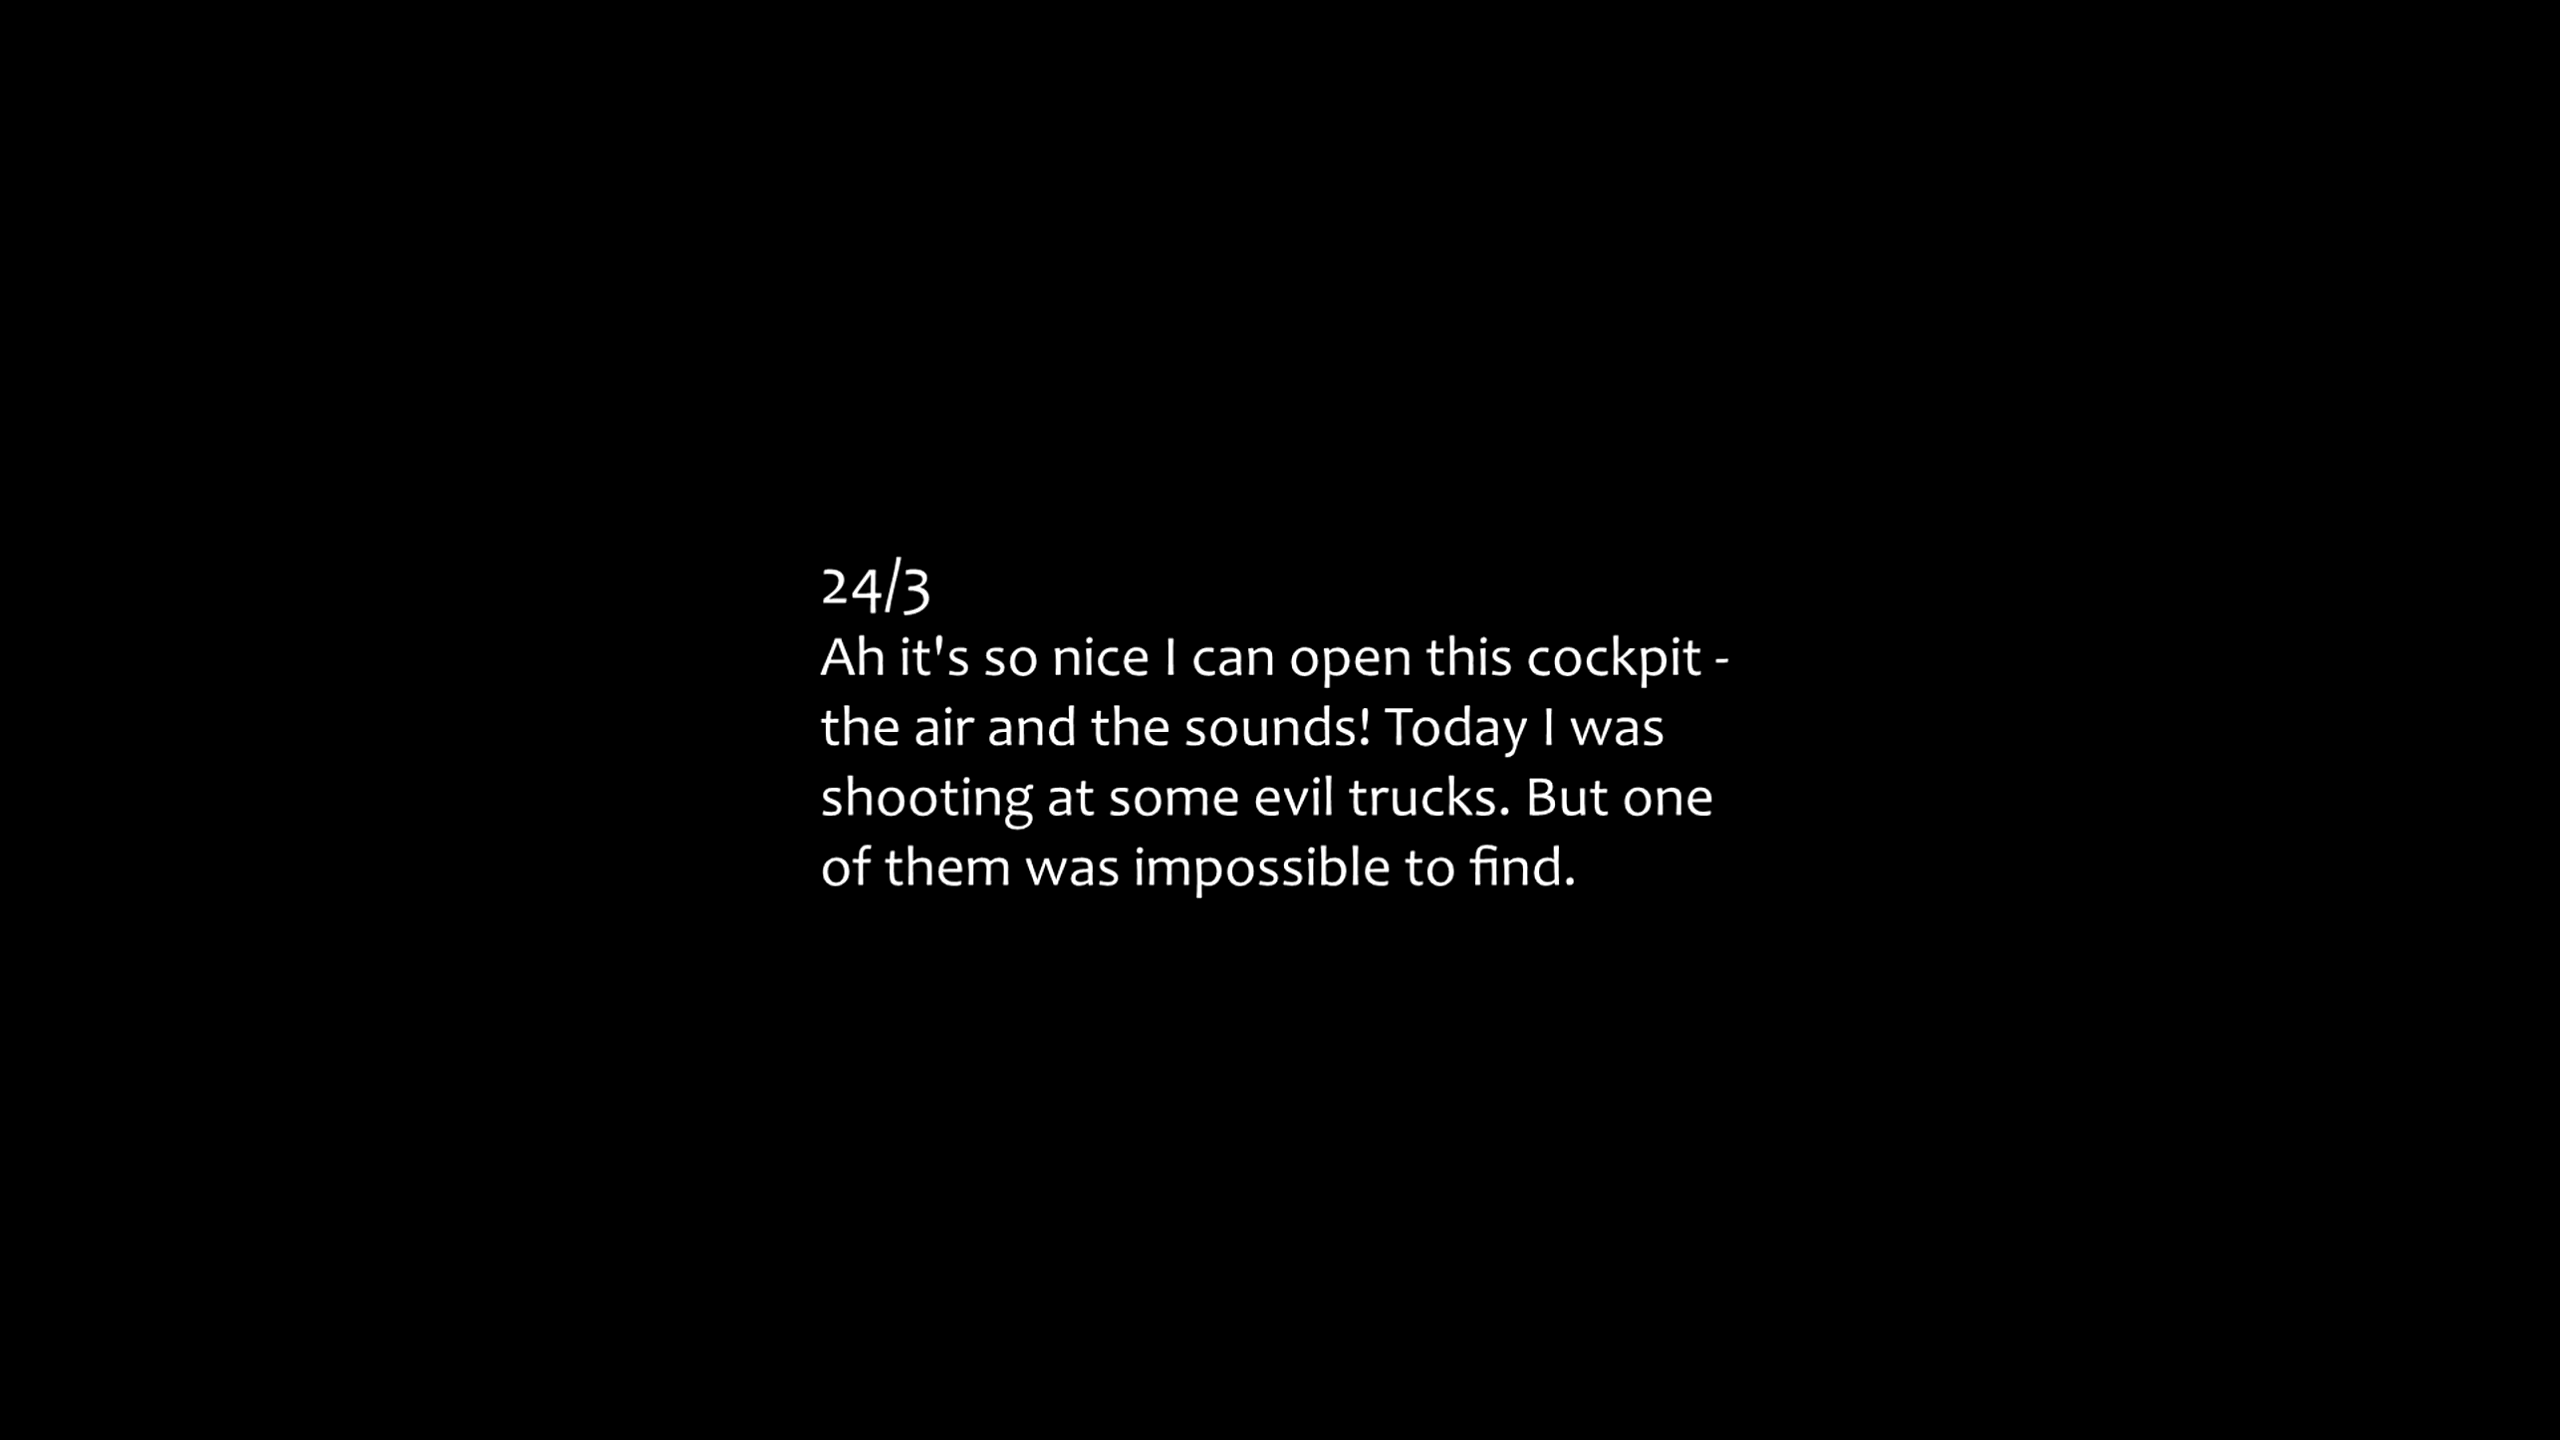 24/3
Ah it's so nice I can open this cockpit -
the air and the sounds! Today I was
shooting at some evil trucks. But one
of them was impossible to find.